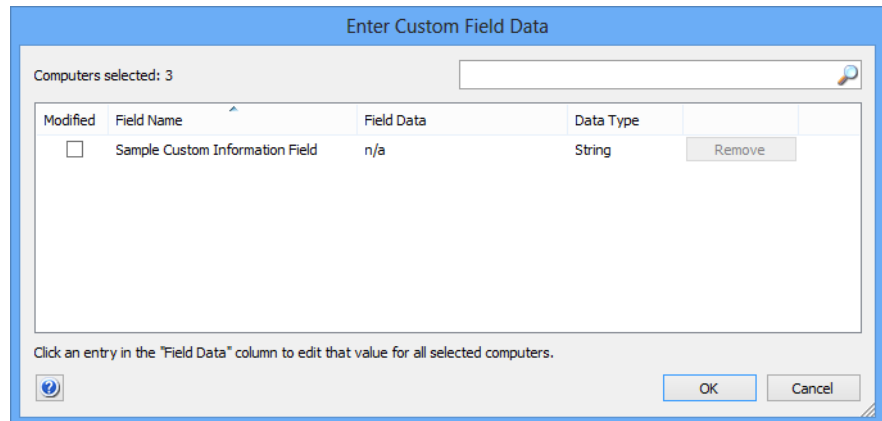 Enter Custom Field Data
Computers selected: 3
Modified Field Name Field Data Data Type
Sample Custom Information Field n/a String Remove
Click an entry in the "Field Data" column to edit that value for all selected computers.
? OK Cancel